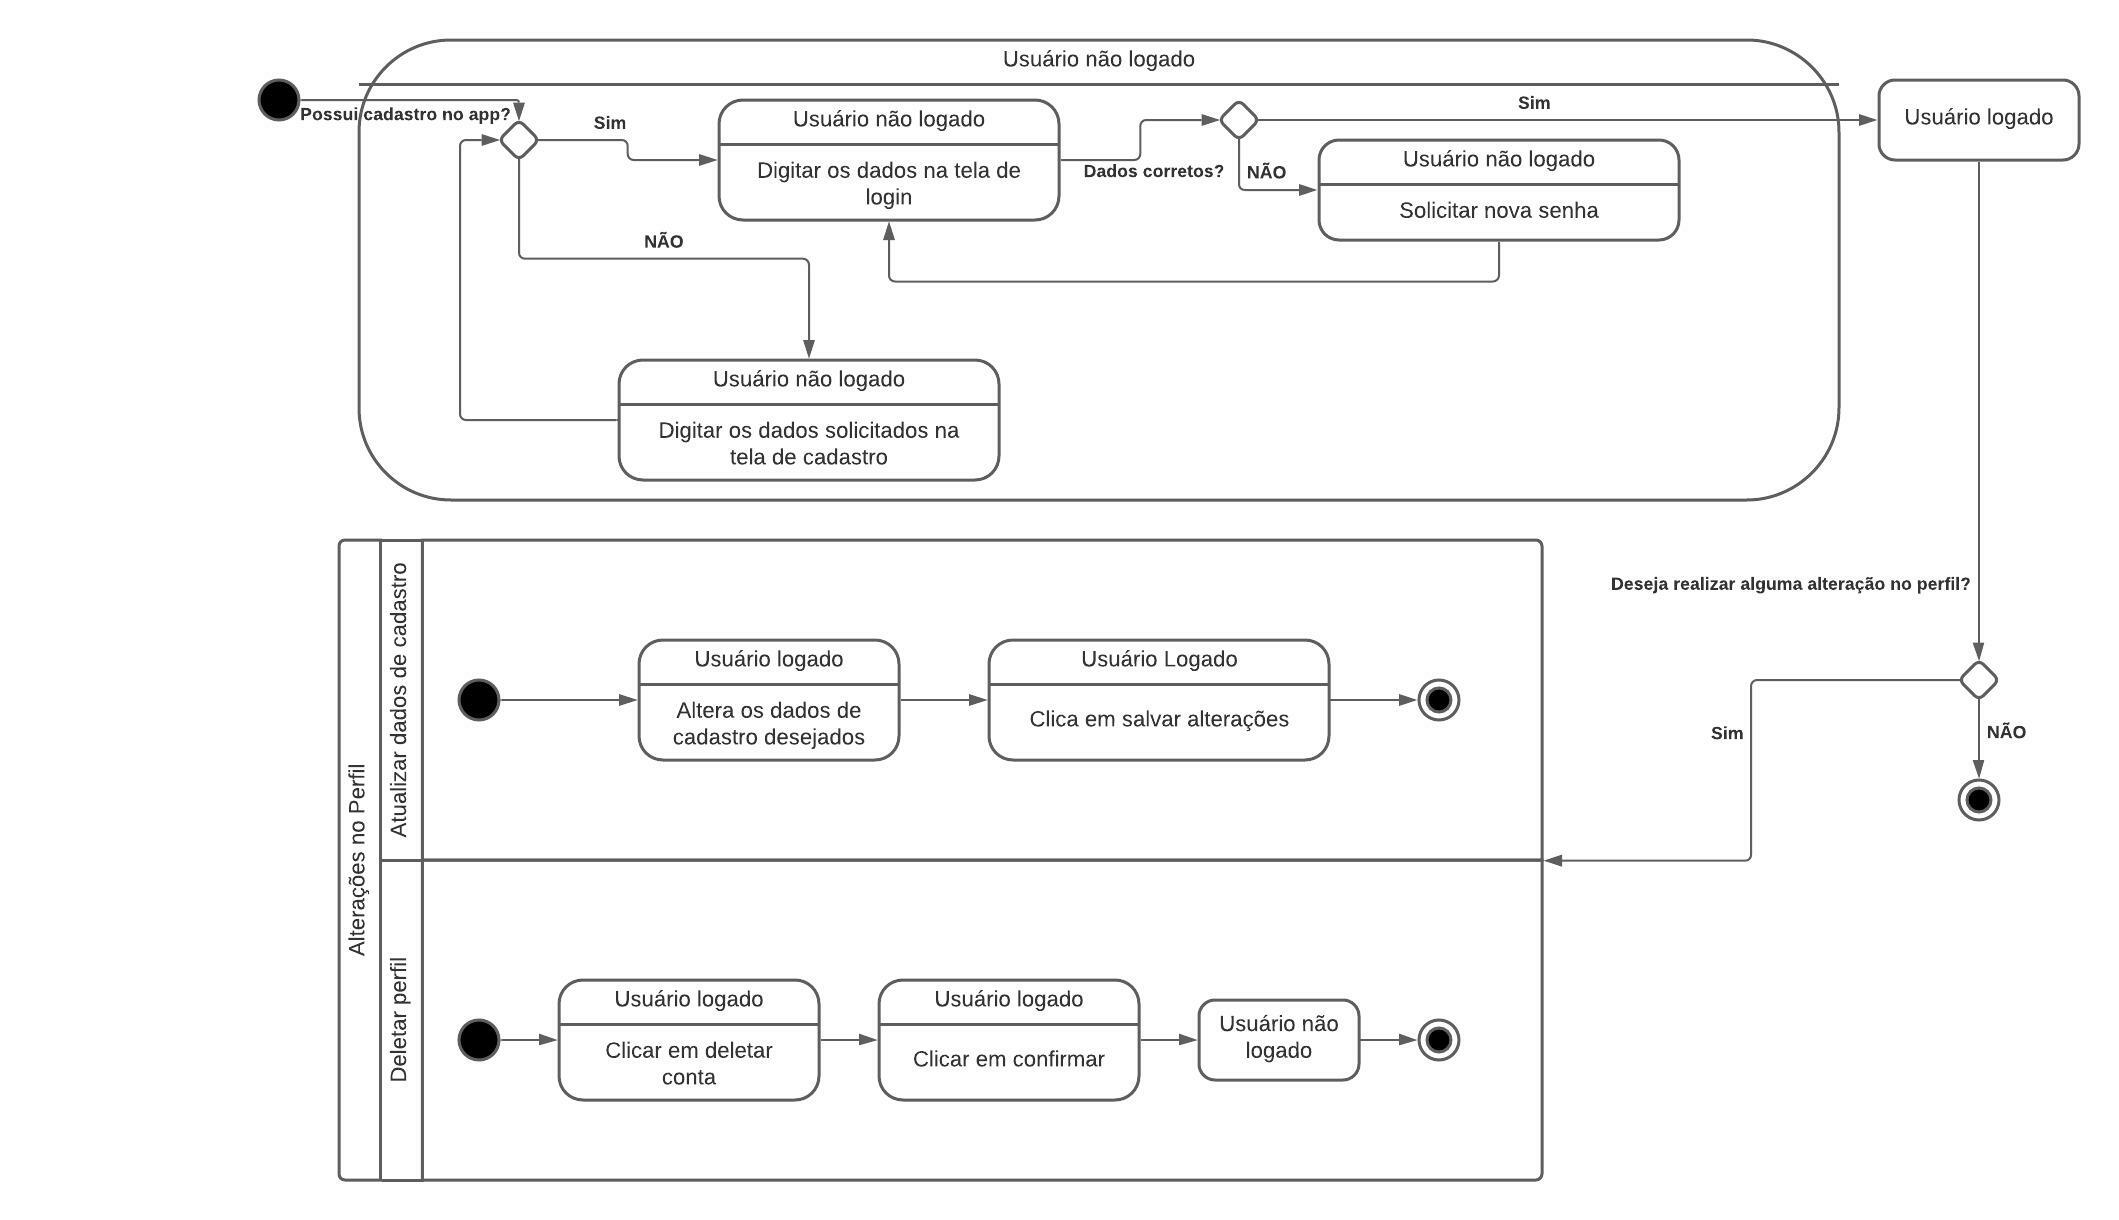 Usuário não logado
Possui cadastro no app?
Sim
Usuário não logado
Digitar os dados na tela de
login
Dados corretos?
Sim
NÃO
Usuário não logado
Solicitar nova senha
Usuário logado
NÃO
Usuário não logado
Digitar os dados solicitados na
tela de cadastro
Deseja realizar alguma alteração no perfil?
Sim
NÃO
Alterações no Perfil
Atualizar dados de cadastro
Usuário logado
Altera os dados de
cadastro desejados
Usuário Logado
Clica em salvar alterações
Deletar perfil
Usuário logado
Clicar em deletar
conta
Usuário logado
Clicar em confirmar
Usuário não
logado